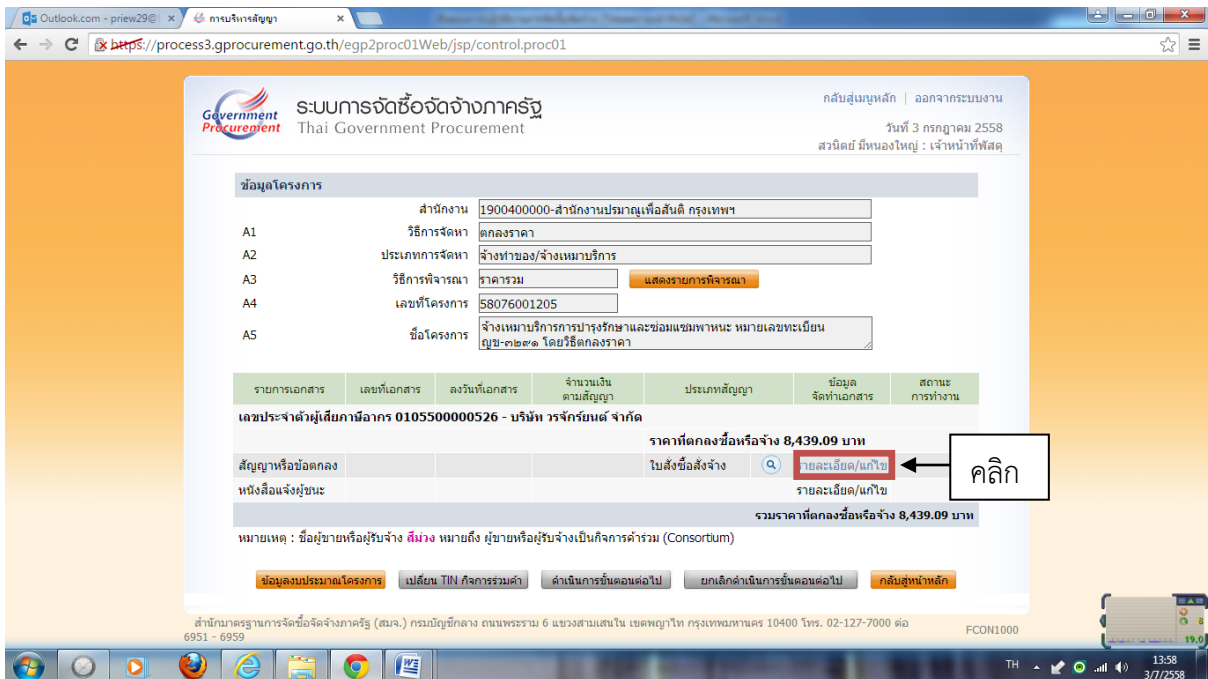 Outlook.com - priew29@
การบริหารสัญญา
https://process3.gprocurement.go.th/egp2proc01Web/jsp/control.proc01
Government
Procurement
ระบบการจัดซื้อจัดจ้างภาครัฐ
Thai Government Procurement
กลับสู่เมนูหลัก | ออกจากระบบงาน
วันที่ 3 กรกฎาคม 2558
สวนิตย์ มีหนองใหญ่ : เจ้าหน้าที่พัสดุ
ข้อมูลโครงการ
สำนักงาน 1900400000-สำนักงานปรมาณูเพื่อสันติ กรุงเทพฯ
A1 วิธีการจัดหา ตกลงราคา
A2 ประเภทการจัดหา จ้างทำของ/จ้างเหมาบริการ
A3 วิธีการพิจารณา ราคารวม แสดงรายการพิจารณา
A4 เลขที่โครงการ 58076001205
A5 ชื่อโครงการ จ้างเหมาบริการการบำรุงรักษาและซ่อมแซมพาหนะ หมายเลขทะเบียน
ญข-๓๒๙๑ โดยวิธีตกลงราคา
รายการเอกสาร เลขที่เอกสาร ลงวันที่เอกสาร จำนวนเงินตามสัญญา ประเภทสัญญา ข้อมูลจัดทำเอกสาร สถานะการทำงาน
เลขประจำตัวผู้เสียภาษีอากร 0105500000526 - บริษัท วรจักร์ยนต์ จำกัด
ราคาที่ตกลงซื้อหรือจ้าง 8,439.09 บาท
สัญญาหรือข้อตกลง ใบสั่งซื้อสั่งจ้าง รายละเอียด/แก้ไข
คลิก
หนังสือแจ้งผู้ชนะ รายละเอียด/แก้ไข
รวมราคาที่ตกลงซื้อหรือจ้าง 8,439.09 บาท
หมายเหตุ : ชื่อผู้ขายหรือผู้รับจ้าง สีม่วง หมายถึง ผู้ขายหรือผู้รับจ้างเป็นกิจการค้าร่วม (Consortium)
ข้อมูลงบประมาณโครงการ เปลี่ยน TIN กิจการร่วมค้า ดำเนินการขั้นตอนต่อไป ยกเลิกดำเนินการขั้นตอนต่อไป กลับสู่หน้าหลัก
สำนักมาตรฐานการจัดซื้อจัดจ้างภาครัฐ (สมจ.) กรมบัญชีกลาง ถนนพระราม 6 แขวงสามเสนใน เขตพญาไท กรุงเทพมหานคร 10400 โทร. 02-127-7000 ต่อ
6951 - 6959
FCON1000
19.0
TH
13:58
3/7/2558